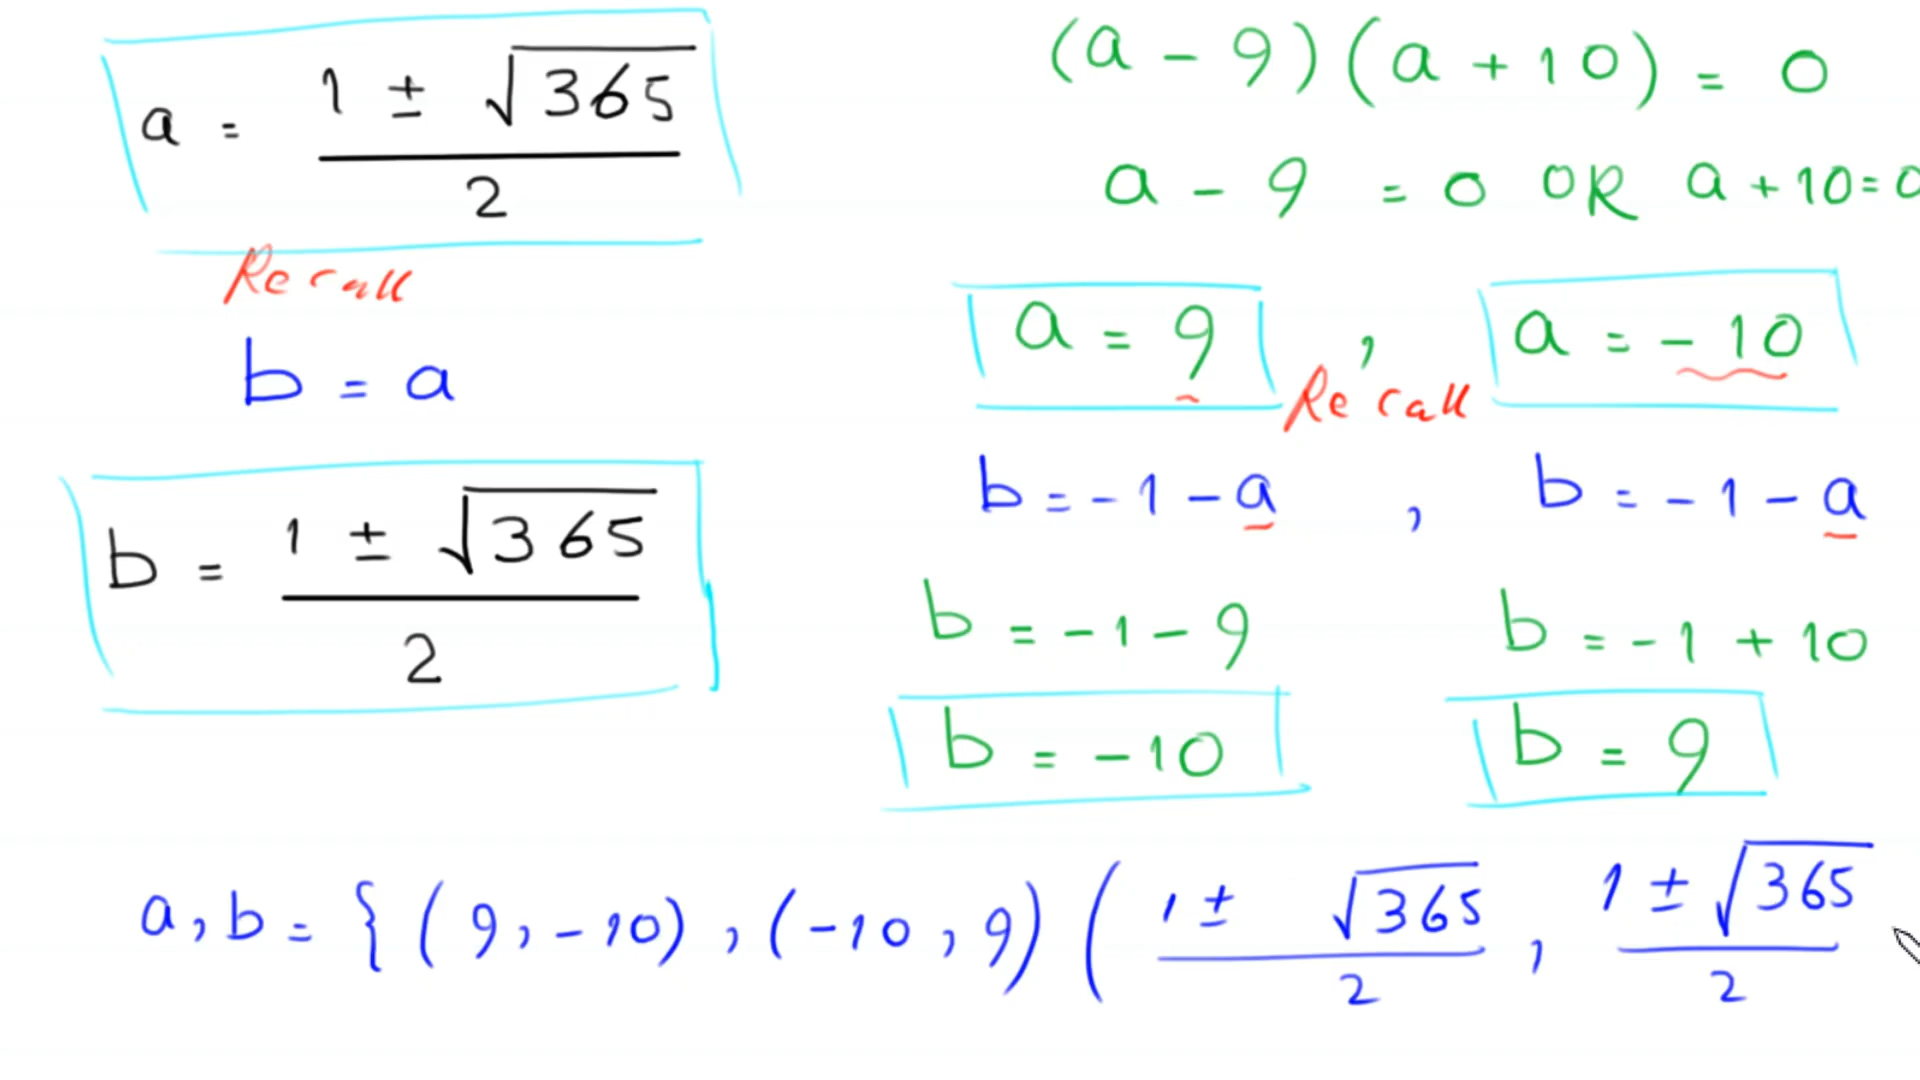 a = (1 ± √365)/2
Recall
b = a
b = (1 ± √365)/2
(a - 9)(a + 10) = 0
a - 9 = 0 OR a + 10 = 0
a = 9 , a = -10
Recall
b = -1 - a , b = -1 - a
b = -1 - 9 b = -1 + 10
b = -10 b = 9
a, b = { (9, -10), (-10, 9) ( (1 ± √365)/2 , (1 ± √365)/2